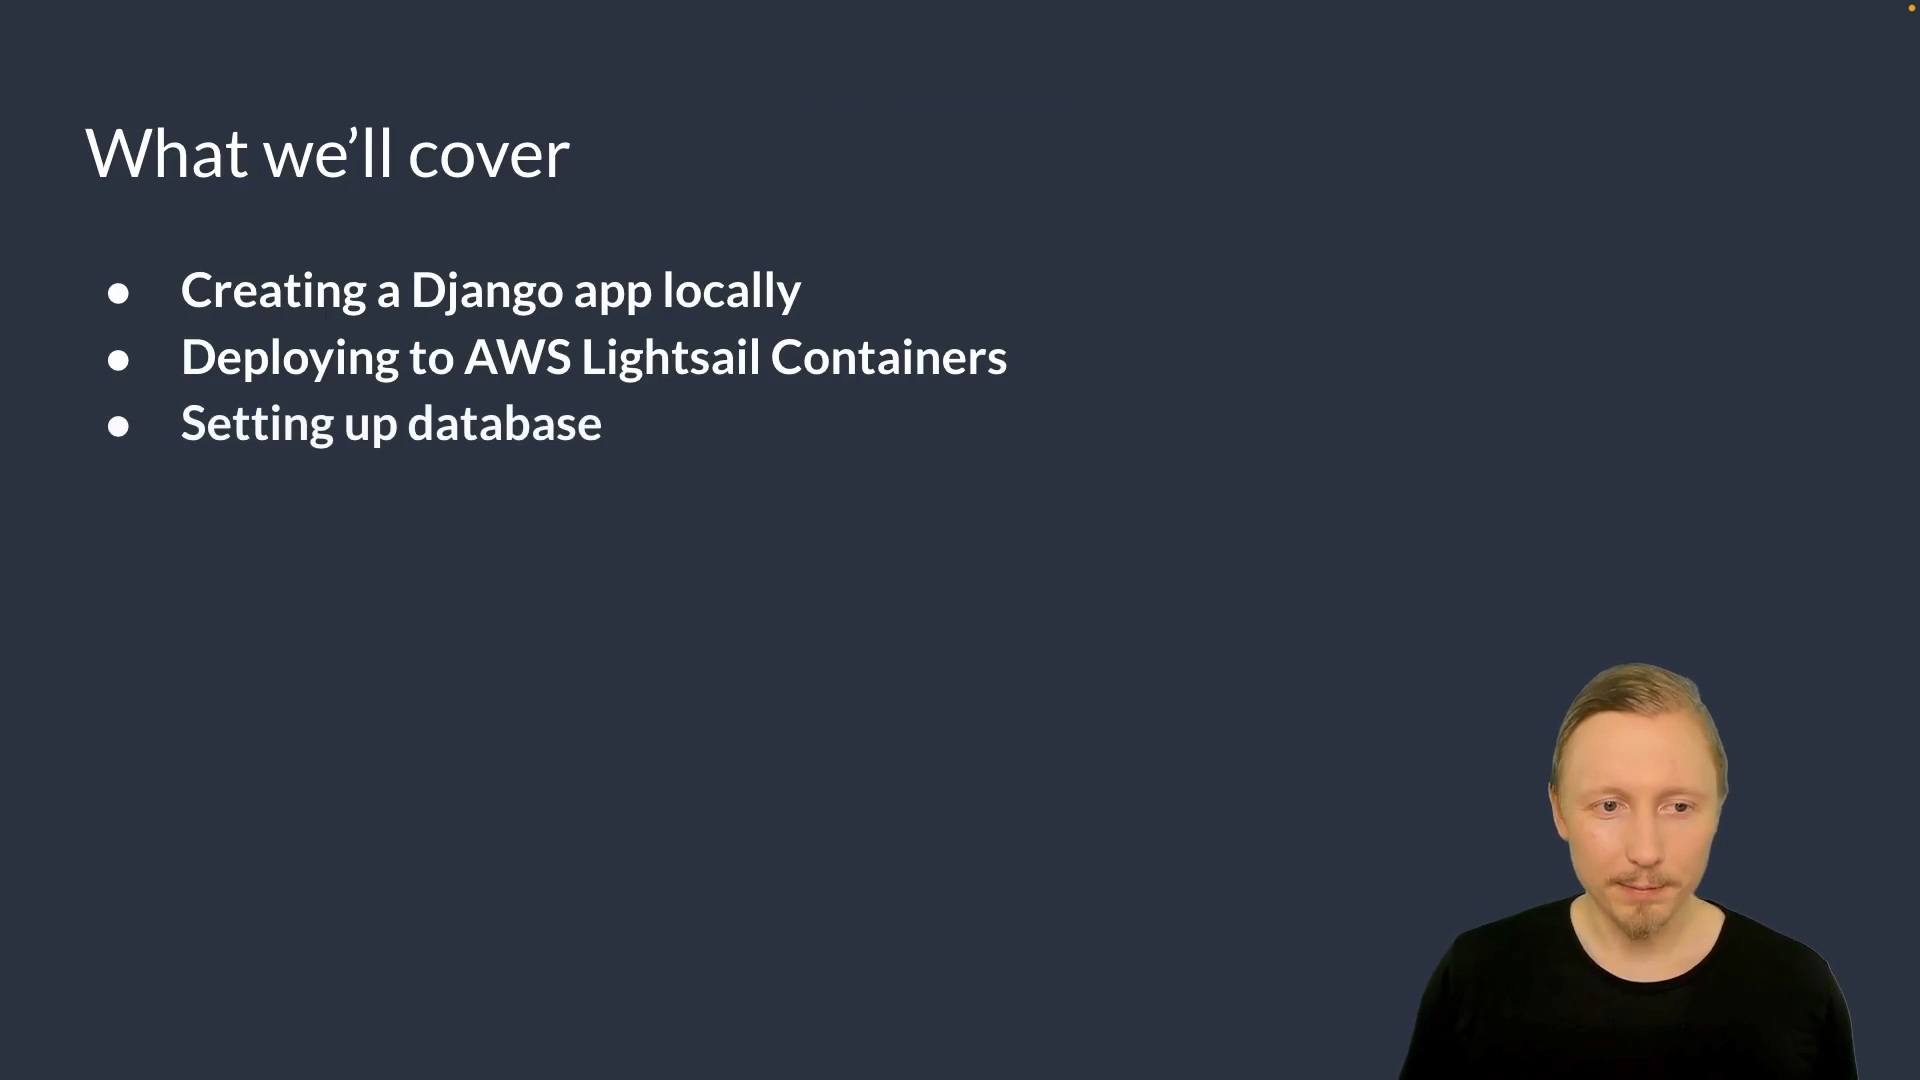 What we’ll cover
● Creating a Django app locally
● Deploying to AWS Lightsail Containers
● Setting up database